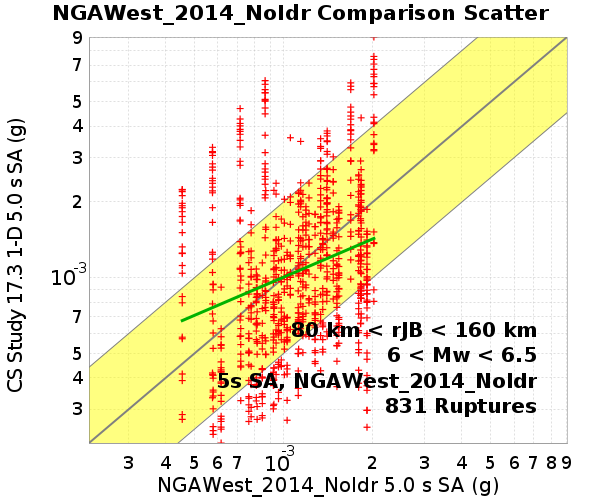 NGAWest_2014_NoIdr Comparison Scatter
CS Study 17.3 1-D 5.0 s SA (g)
9
7
5
4
3
2
10⁻³
7
5
4
3
80 km < rJB < 160 km
6 < Mw < 6.5
5s SA, NGAWest_2014_NoIdr
831 Ruptures
3 4 5 6 7 10⁻³ 2 3 4 5 6 7 8 9
NGAWest_2014_NoIdr 5.0 s SA (g)